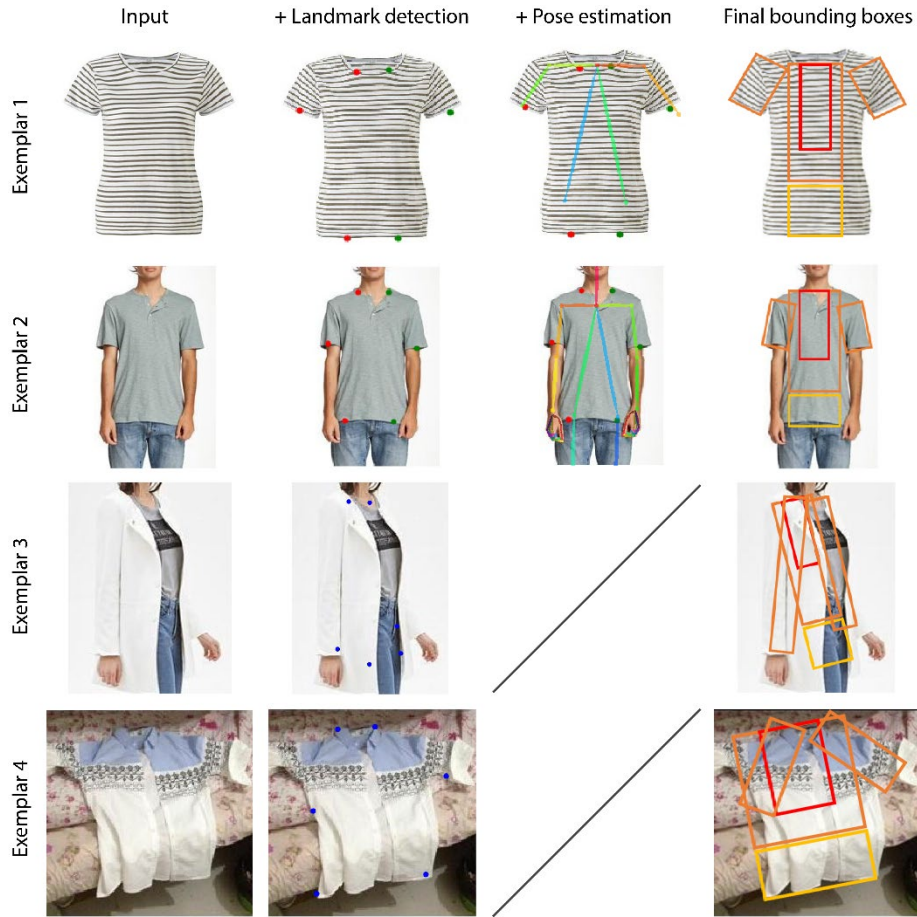 Input + Landmark detection + Pose estimation Final bounding boxes
Exemplar 1
Exemplar 2
Exemplar 3
Exemplar 4